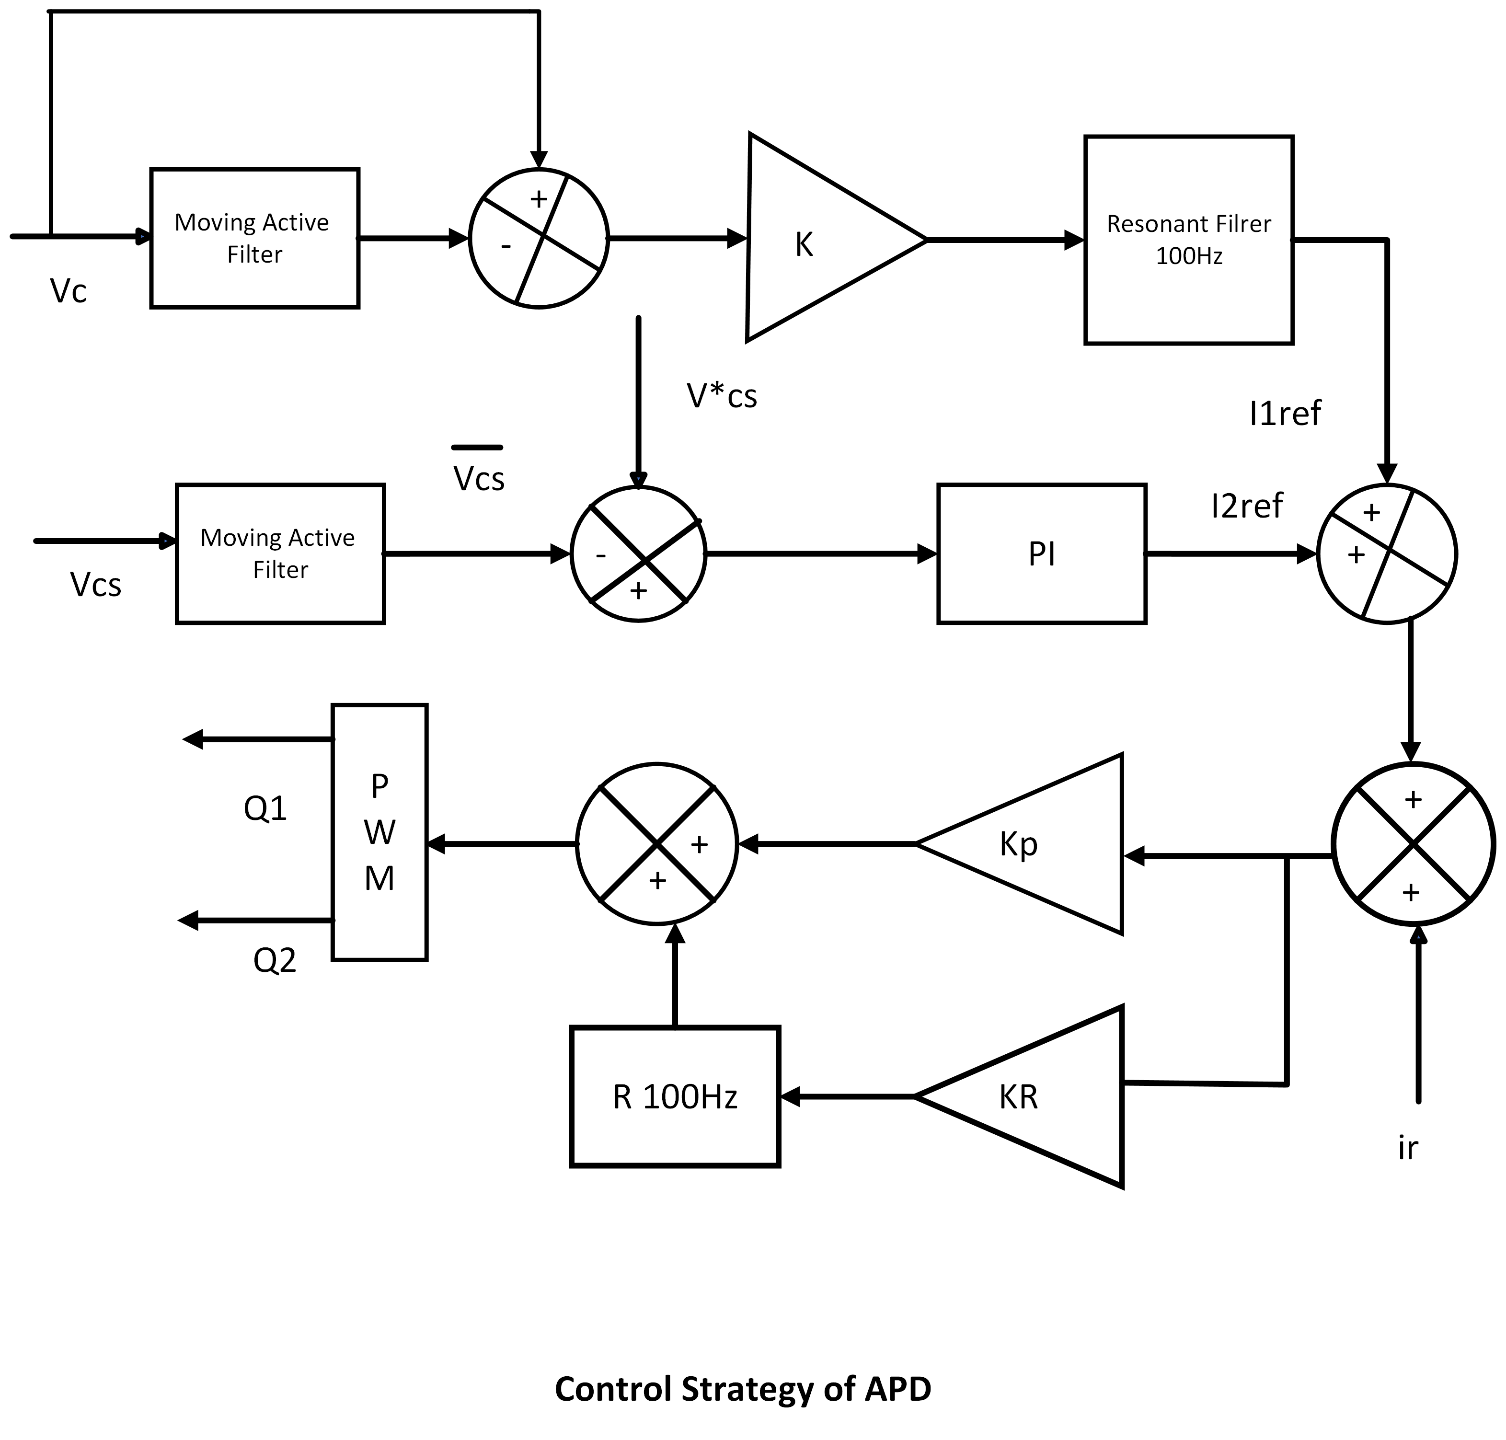 +
Moving Active
Filter
-
K
Resonant Filrer
100Hz
Vc
V*cs
I1ref
Vcs
I2ref
+
Moving Active
Filter
-
PI
+
Vcs
+
P
W
M
Q1
+
Kp
+
+
+
Q2
R 100Hz
KR
ir
Control Strategy of APD